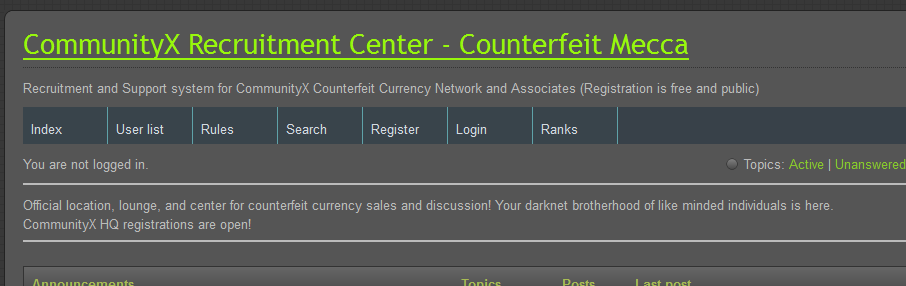 CommunityX Recruitment Center - Counterfeit Mecca
Recruitment and Support system for CommunityX Counterfeit Currency Network and Associates (Registration is free and public)
Index User list Rules Search Register Login Ranks
You are not logged in. Topics: Active | Unanswered
Official location, lounge, and center for counterfeit currency sales and discussion! Your darknet brotherhood of like minded individuals is here.
CommunityX HQ registrations are open!
Announcements Topics Posts Last post